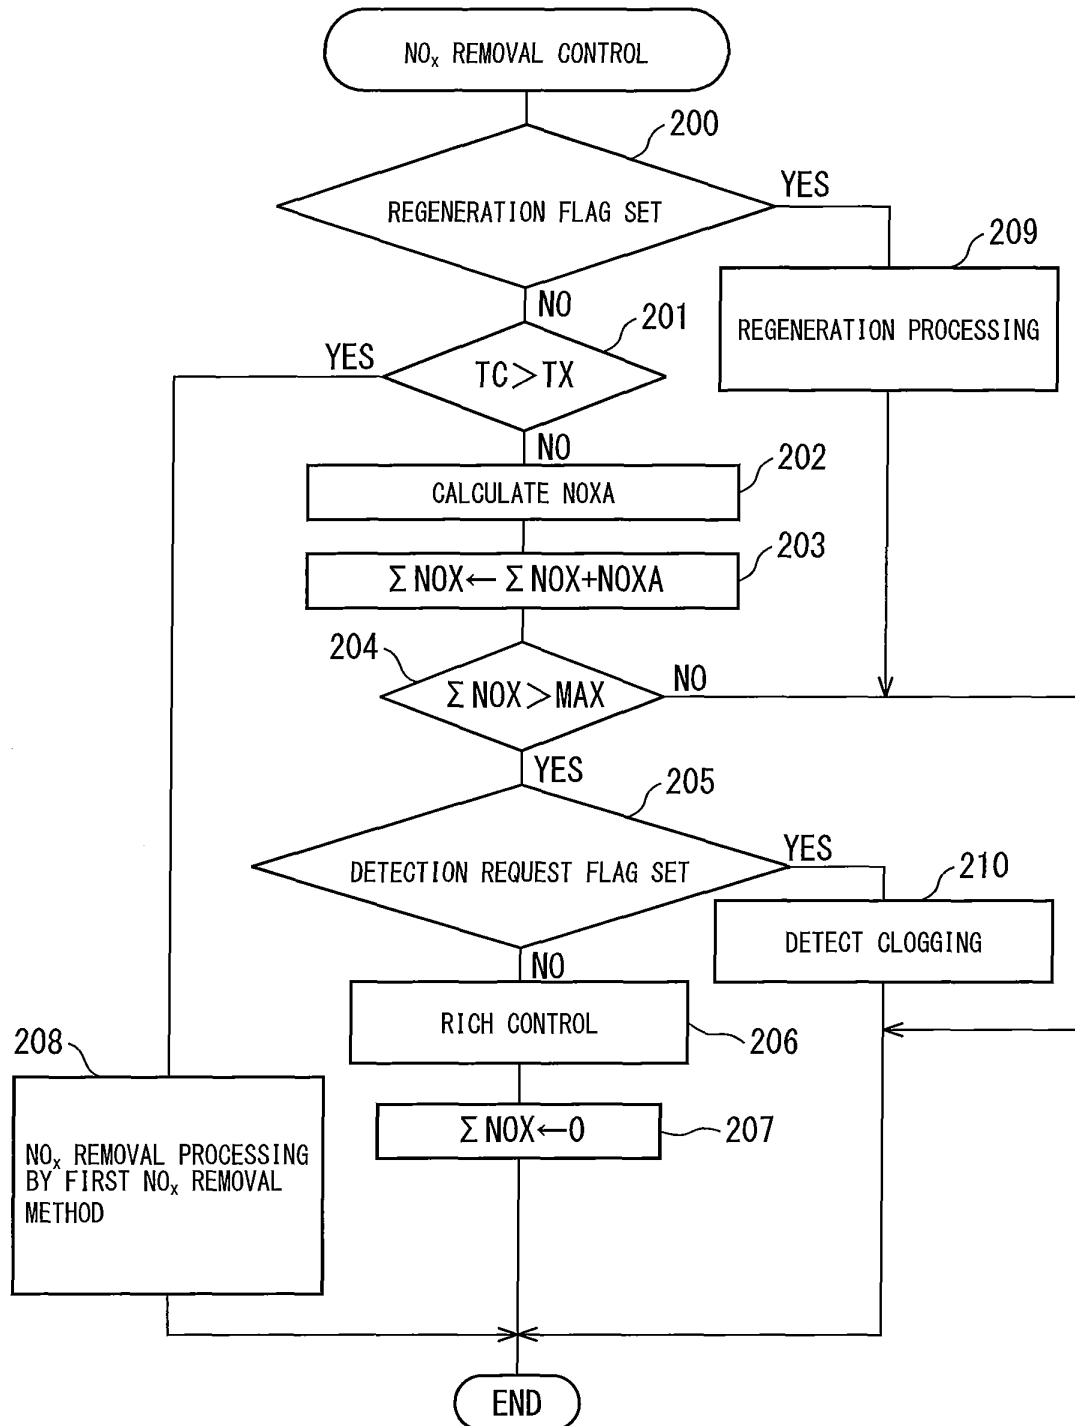 NOx REMOVAL CONTROL
200
REGENERATION FLAG SET
YES
209
REGENERATION PROCESSING
NO
201
YES
TC>TX
NO
202
CALCULATE NOXA
203
ΣNOX←ΣNOX+NOXA
204
ΣNOX>MAX
NO
YES
205
DETECTION REQUEST FLAG SET
YES
210
DETECT CLOGGING
NO
RICH CONTROL
206
208
ΣNOX←0
207
NOx REMOVAL PROCESSING
BY FIRST NOx REMOVAL
METHOD
END